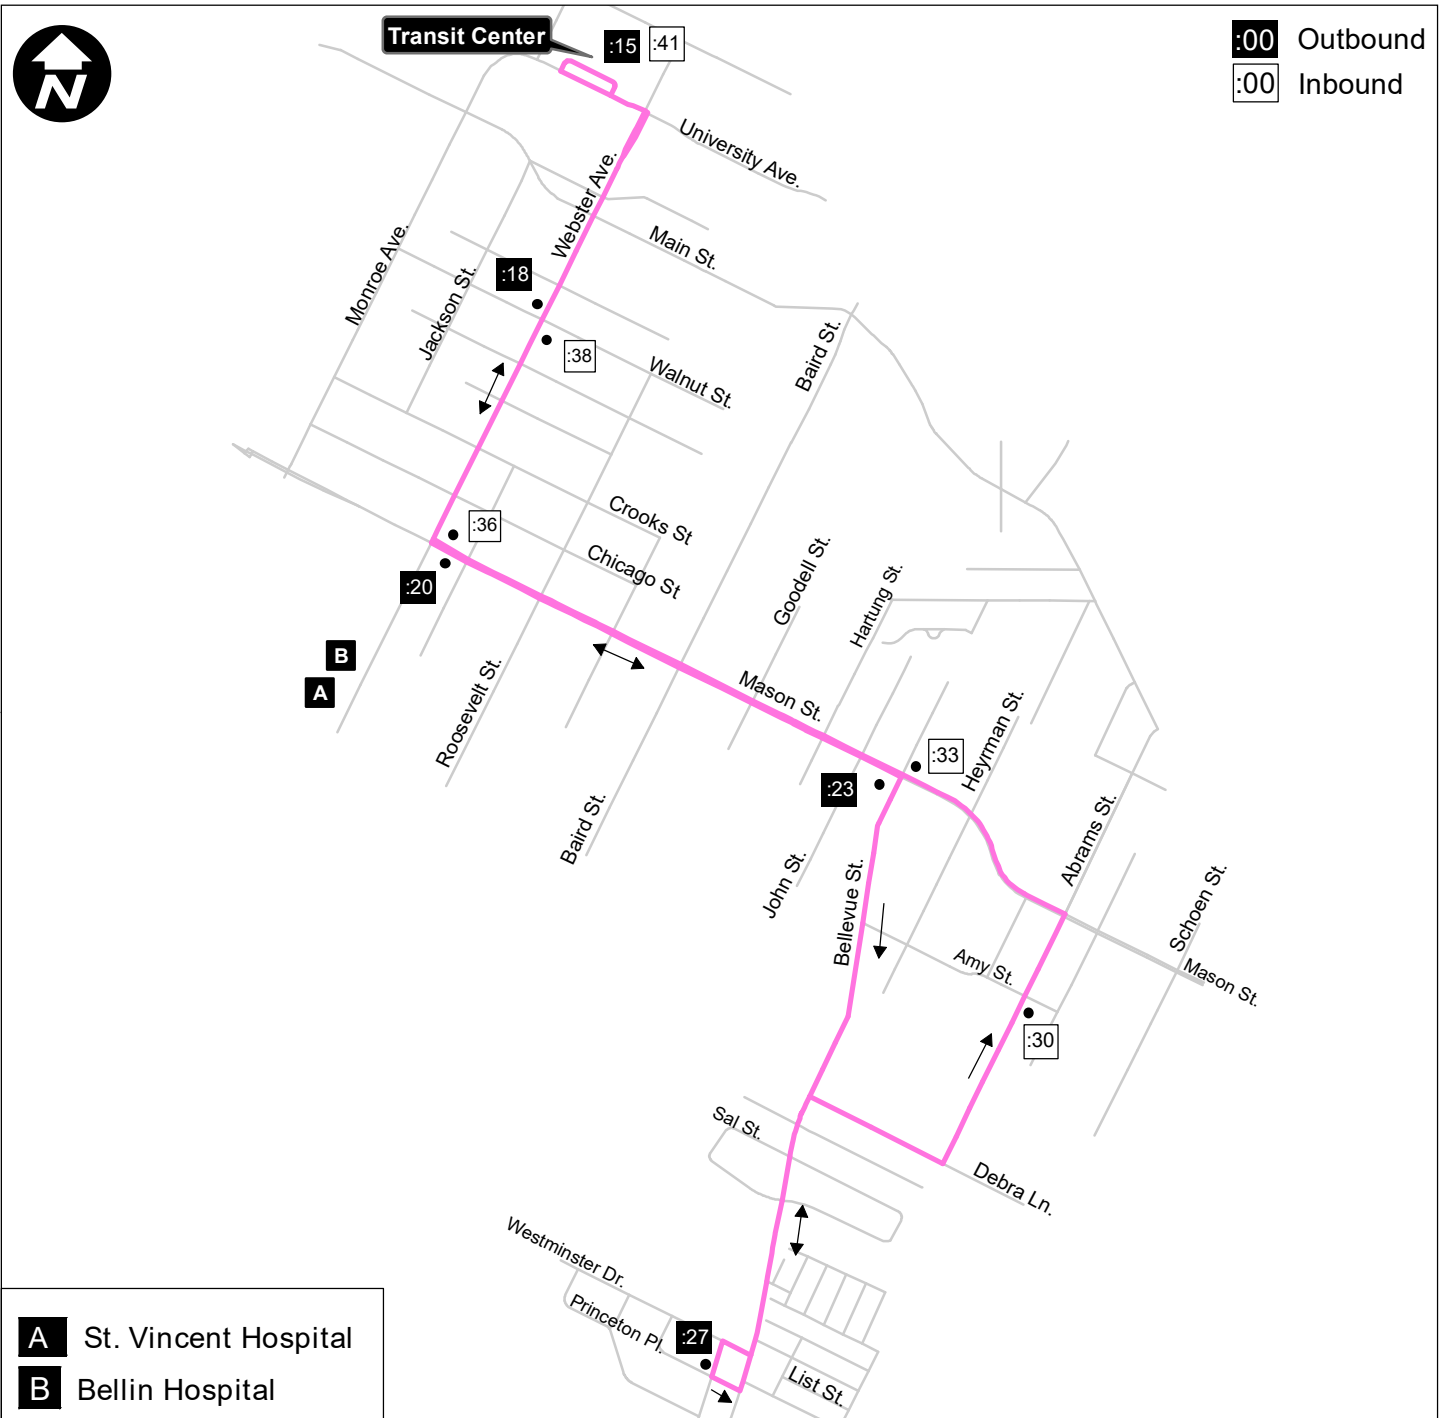 Transit Center
:15
:41
:00 Outbound
:00 Inbound
N
University Ave.
Webster Ave.
Main St.
Monroe Ave.
Jackson St.
:18
:38
Walnut St.
Baird St.
:36
Crooks St
Chicago St
:20
Goodell St.
Hartung St.
B
A
Roosevelt St.
Mason St.
Heyrman St.
:33
:23
Baird St.
John St.
Bellevue St.
Abrams St.
Schoen St.
Amy St.
Mason St.
:30
Sal St.
Debra Ln.
Westminster Dr.
Princeton Pl.
:27
List St.
A St. Vincent Hospital
B Bellin Hospital